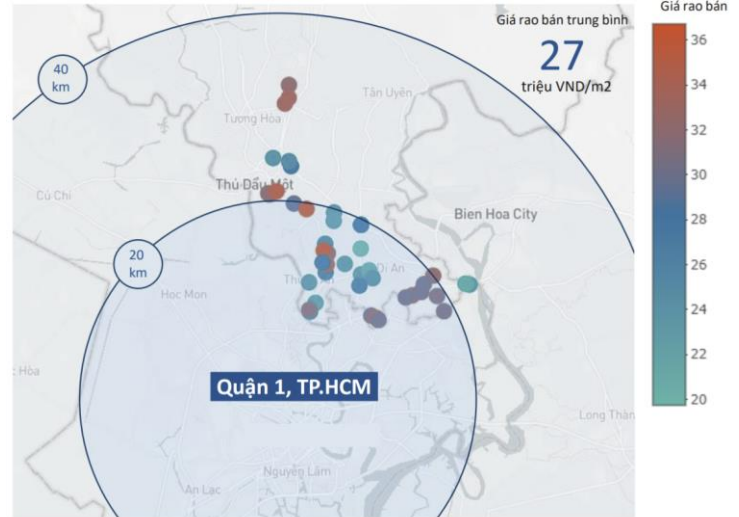 Giá rao bán trung bình
27
triệu VND/m2
Giá rao bán
36
34
32
30
28
26
24
22
20
40
km
Tân Uyên
Tương Hòa
Củ Chi
Thủ Dầu Một
Bien Hoa City
20
km
Di An
Hoc Mon
Hòa
Quận 1, TP.HCM
Long Thàn
Nguyễn Lâm
An Lạc